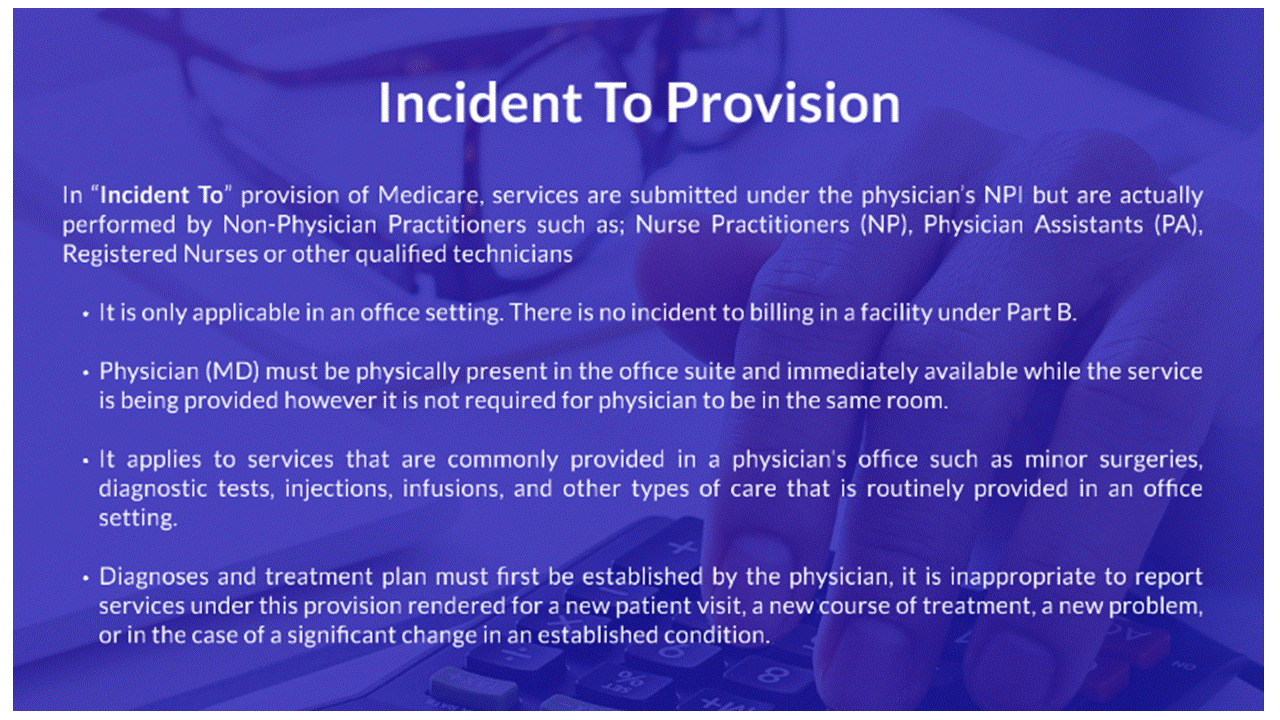 Incident To Provision
In “Incident To” provision of Medicare, services are submitted under the physician’s NPI but are actually
performed by Non-Physician Practitioners such as; Nurse Practitioners (NP), Physician Assistants (PA),
Registered Nurses or other qualified technicians
• It is only applicable in an office setting. There is no incident to billing in a facility under Part B.
• Physician (MD) must be physically present in the office suite and immediately available while the service
is being provided however it is not required for physician to be in the same room.
• It applies to services that are commonly provided in a physician's office such as minor surgeries,
diagnostic tests, injections, infusions, and other types of care that is routinely provided in an office
setting.
• Diagnoses and treatment plan must first be established by the physician, it is inappropriate to report
services under this provision rendered for a new patient visit, a new course of treatment, a new problem,
or in the case of a significant change in an established condition.
AC
ON
÷
9
8
SET
%